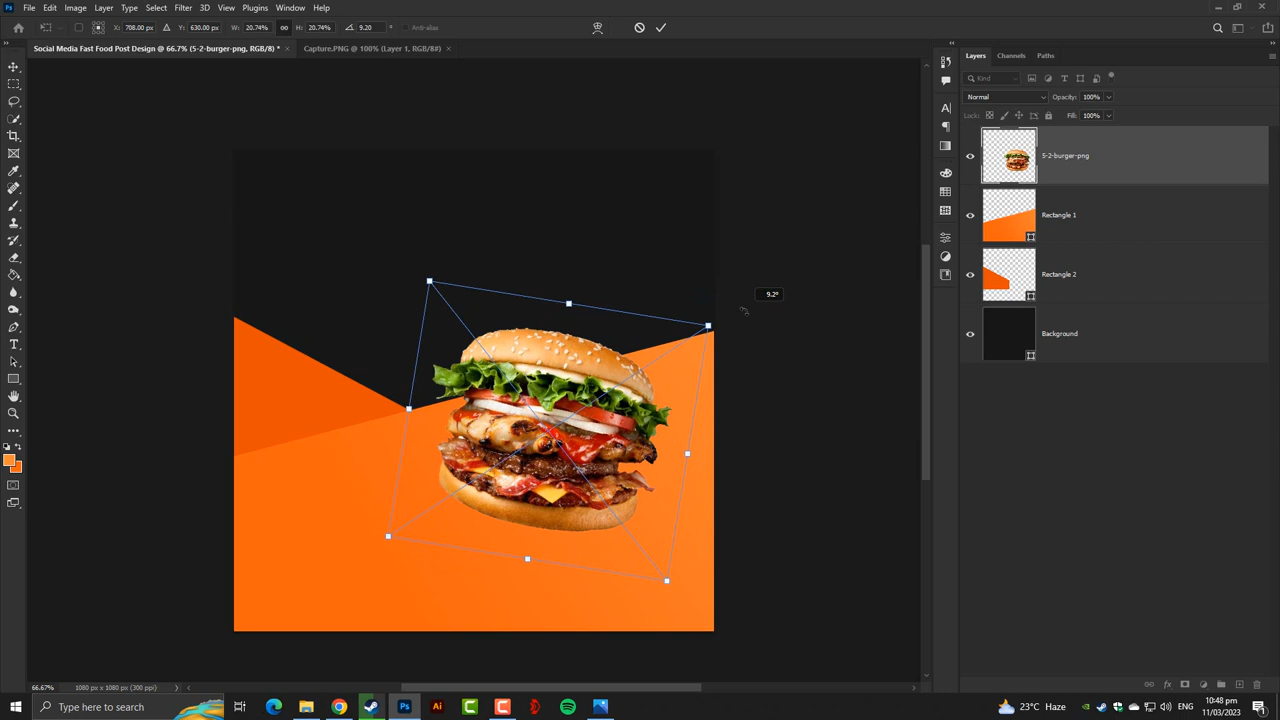 Ps File Edit Image Layer Type Select Filter 3D View Plugins Window Help
X: 708.00 px Y: 630.00 px W: 20.74% H: 20.74% 9.20 ° Anti-alias
Social Media Fast Food Post Design @ 66.7% (5-2-burger-png, RGB/8) * × Capture.PNG @ 100% (Layer 1, RGB/8#) ×
Layers Channels Paths
Kind
Normal Opacity: 100%
Lock: Fill: 100%
5-2-burger-png
Rectangle 1
Rectangle 2
Background
9.2°
66.67% 1080 px x 1080 px (300 ppi)
Type here to search
Ps Ai C C
23°C Haze
10:48 pm
11/03/2023